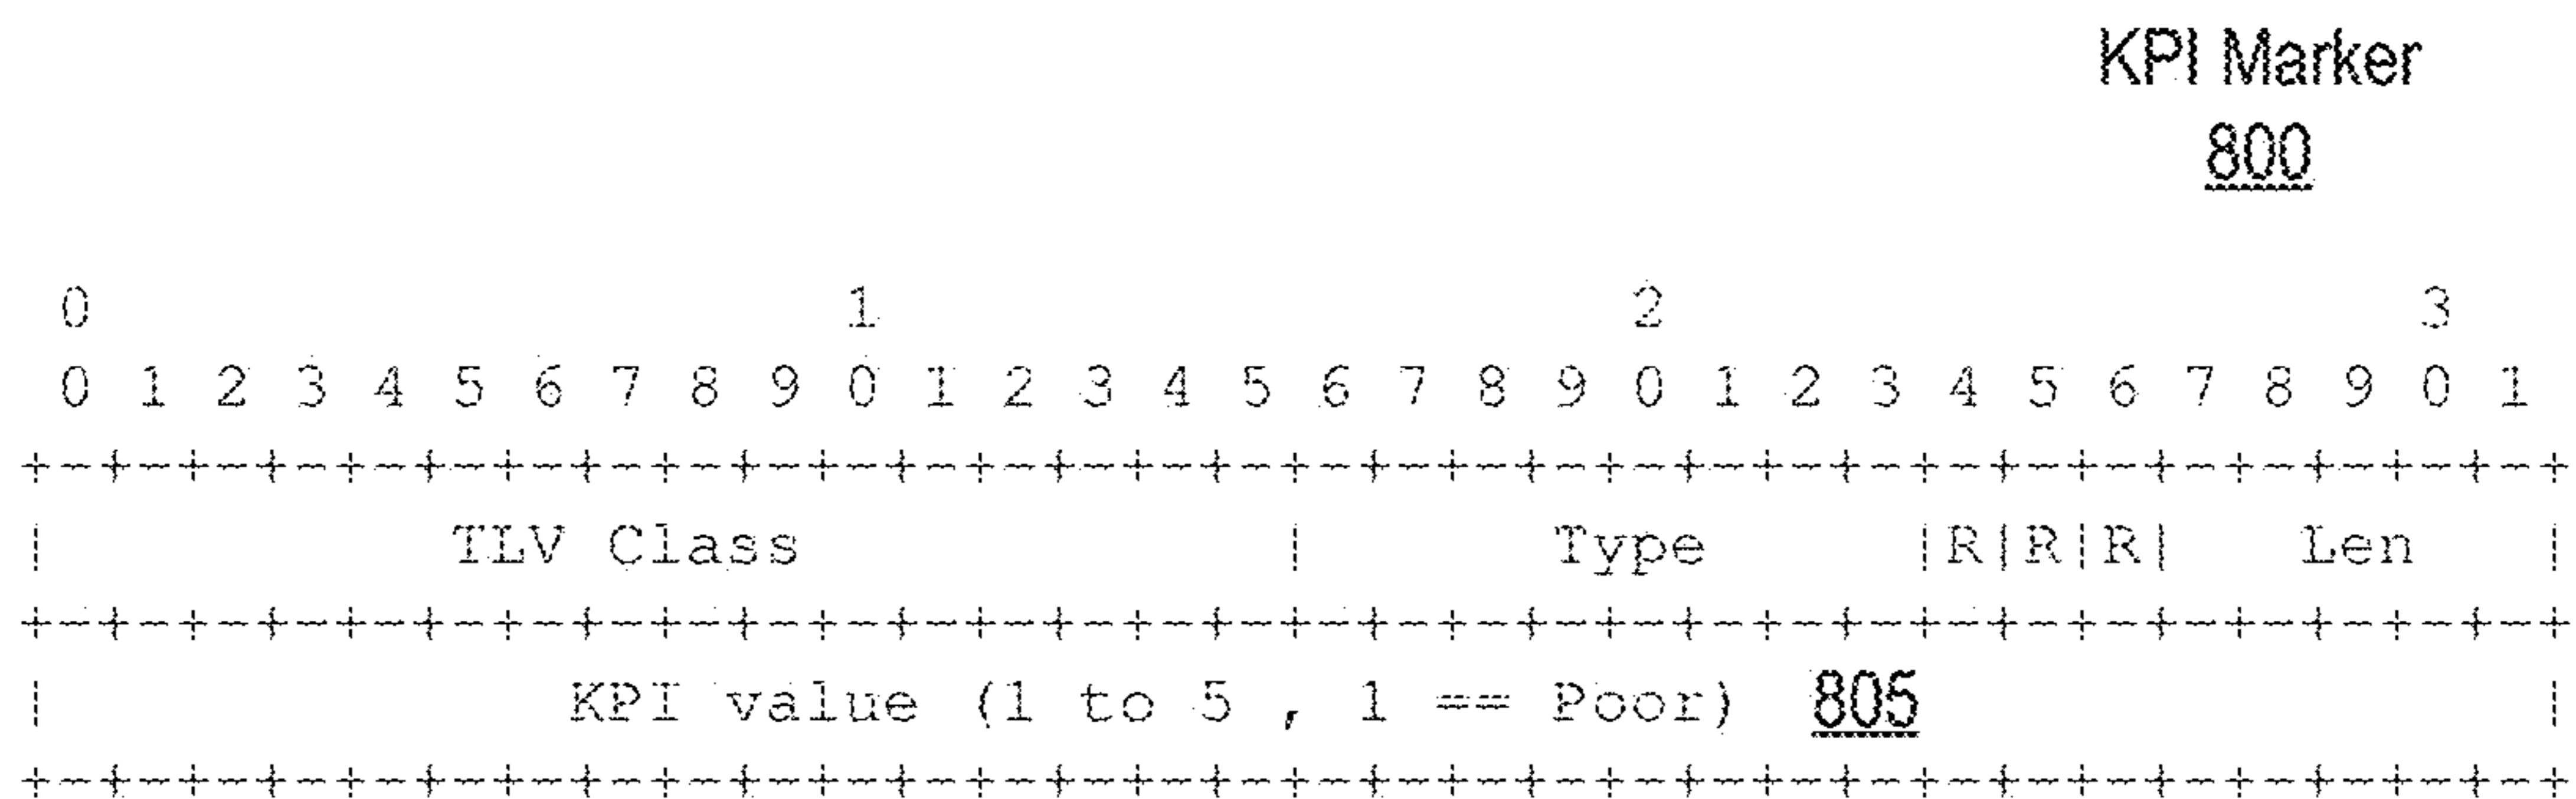 KPI Marker
800
0                   1                   2                   3
0 1 2 3 4 5 6 7 8 9 0 1 2 3 4 5 6 7 8 9 0 1 2 3 4 5 6 7 8 9 0 1
+-+-+-+-+-+-+-+-+-+-+-+-+-+-+-+-+-+-+-+-+-+-+-+-+-+-+-+-+-+-+-+-+
|          TLV Class            |      Type     |R|R|R|   Len   |
+-+-+-+-+-+-+-+-+-+-+-+-+-+-+-+-+-+-+-+-+-+-+-+-+-+-+-+-+-+-+-+-+
|             KPI value (1 to 5 , 1 == Poor)  805               |
+-+-+-+-+-+-+-+-+-+-+-+-+-+-+-+-+-+-+-+-+-+-+-+-+-+-+-+-+-+-+-+-+